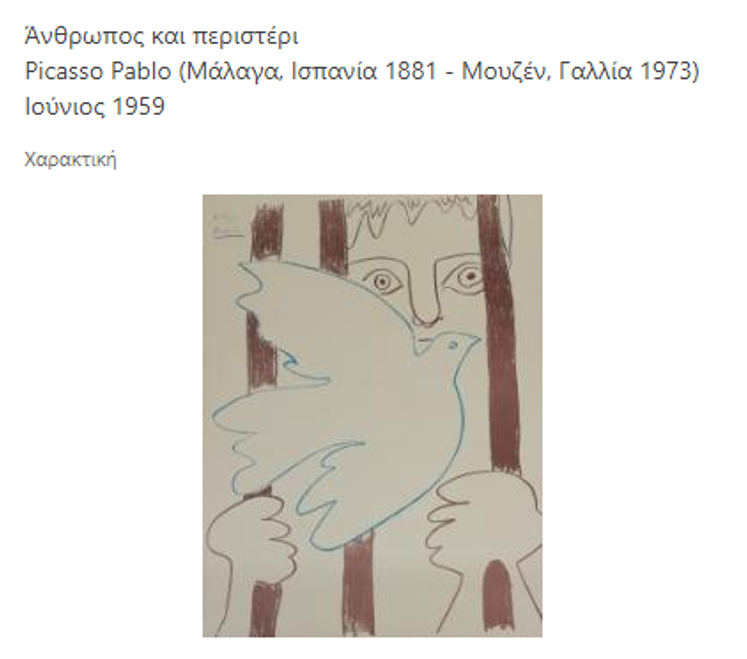 Άνθρωπος και περιστέρι
Picasso Pablo (Μάλαγα, Ισπανία 1881 - Μουζέν, Γαλλία 1973)
Ιούνιος 1959
Χαρακτική